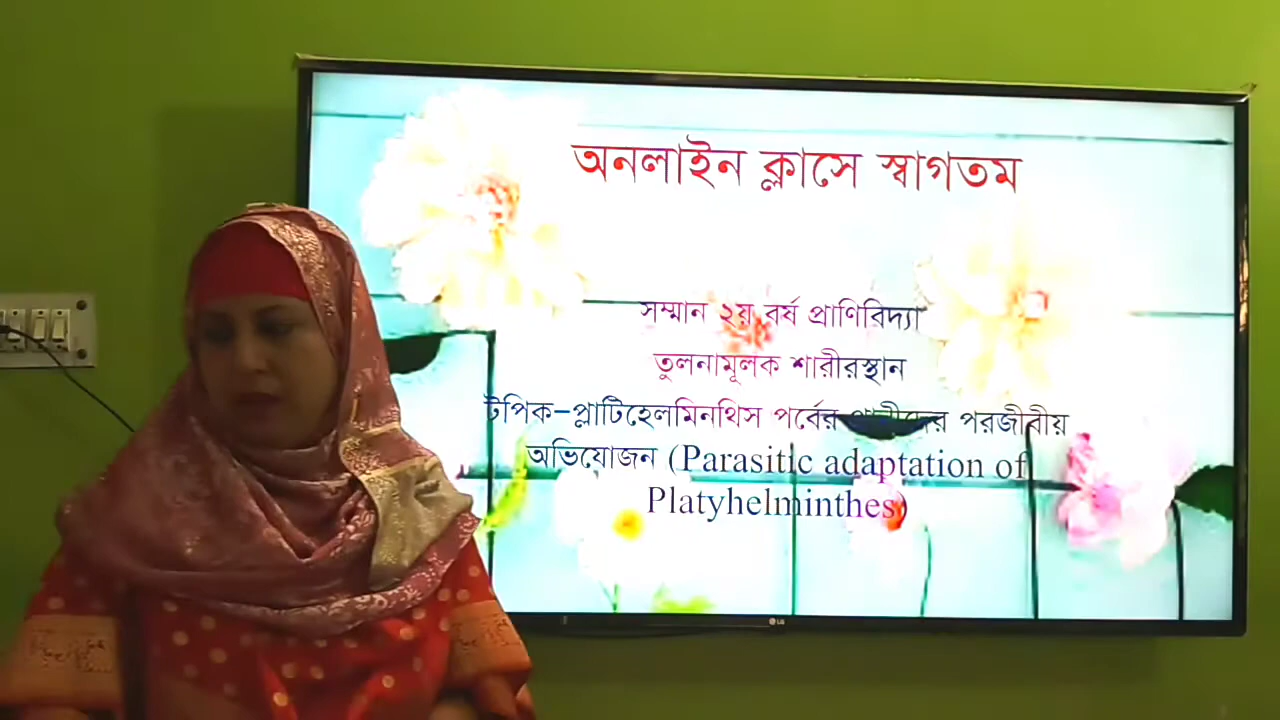 অনলাইন ক্লাসে স্বাগতম
সম্মান ২য় বর্ষ প্রাণিবিদ্যা
তুলনামূলক শারীরস্থান
টপিক-প্লাটিহেলমিনথিস পর্বের প্রাণীদের পরজীবীয়
অভিযোজন (Parasitic adaptation of
Platyhelminthes)
LG